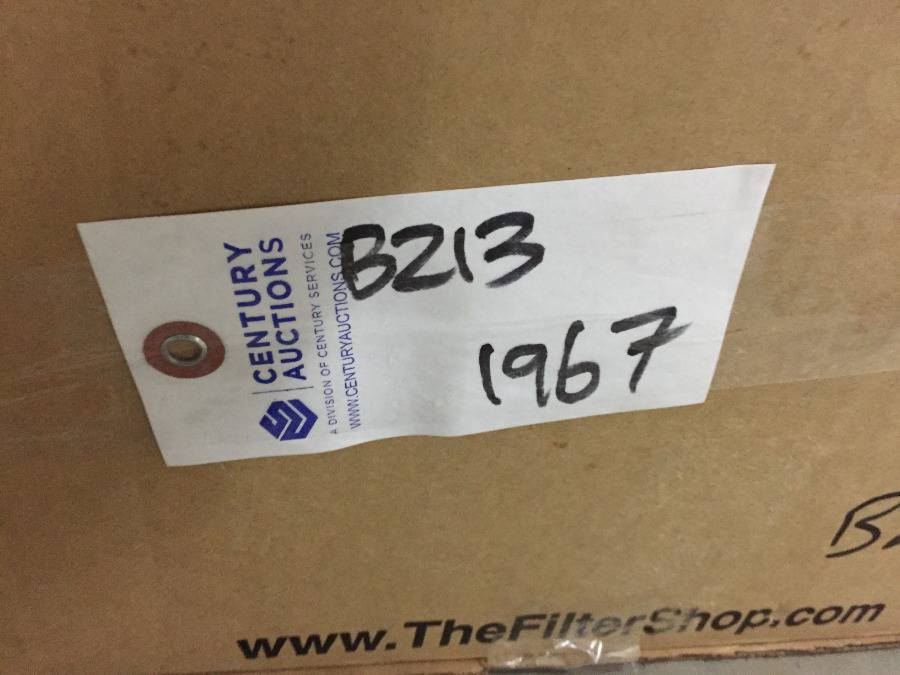 CENTURY
AUCTIONS
A DIVISION OF CENTURY SERVICES
WWW.CENTURYAUCTIONS.COM
B213
1967
www.TheFilterShop.com